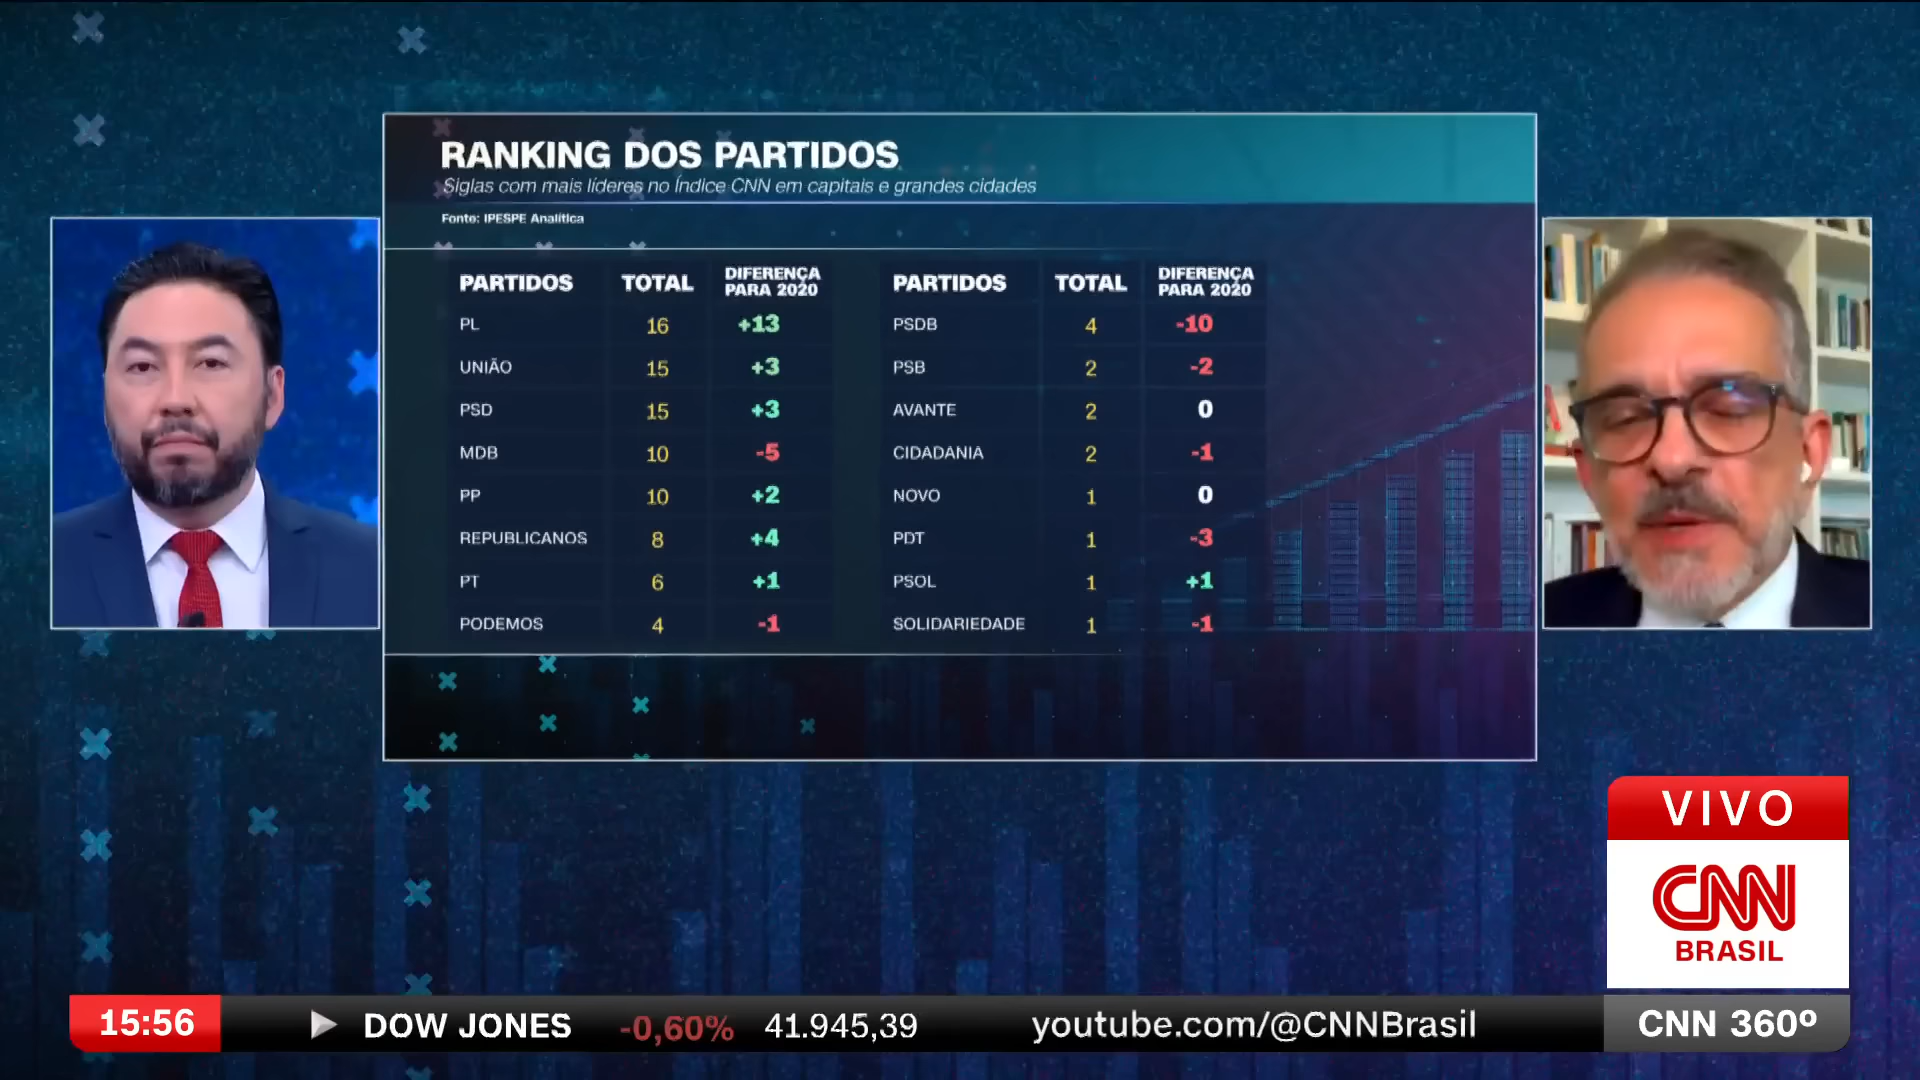 RANKING DOS PARTIDOS
Siglas com mais líderes no Índice CNN em capitais e grandes cidades
Fonte: IPESPE Analítica
PARTIDOS TOTAL DIFERENÇA PARA 2020
PL 16 +13
UNIÃO 15 +3
PSD 15 +3
MDB 10 -5
PP 10 +2
REPUBLICANOS 8 +4
PT 6 +1
PODEMOS 4 -1
PARTIDOS TOTAL DIFERENÇA PARA 2020
PSDB 4 -10
PSB 2 -2
AVANTE 2 0
CIDADANIA 2 -1
NOVO 1 0
PDT 1 -3
PSOL 1 +1
SOLIDARIEDADE 1 -1
VIVO
CNN
BRASIL
15:56 DOW JONES -0,60% 41.945,39 youtube.com/@CNNBrasil CNN 360º